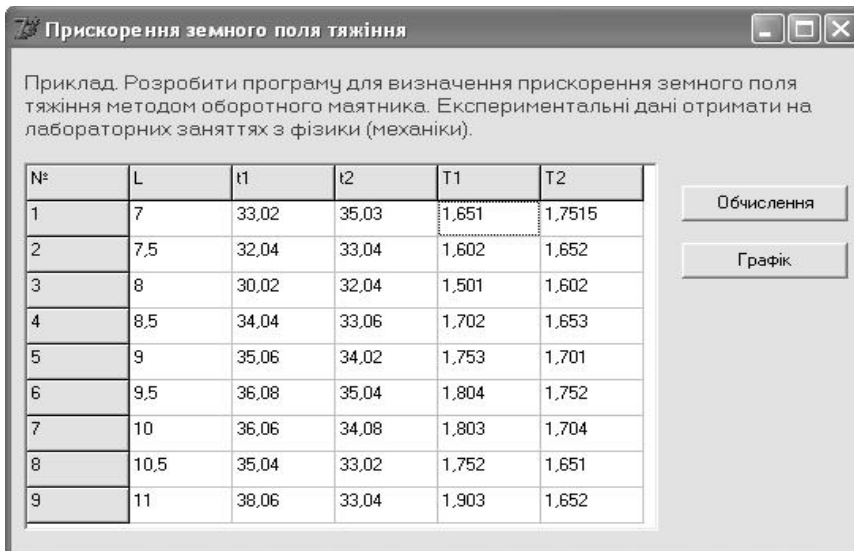 Прискорення земного поля тяжіння
Приклад. Розробити програму для визначення прискорення земного поля
тяжіння методом оборотного маятника. Експериментальні дані отримати на
лабораторних заняттях з фізики (механіки).
№ L t1 t2 T1 T2
1 7 33,02 35,03 1,651 1,7515
2 7,5 32,04 33,04 1,602 1,652
3 8 30,02 32,04 1,501 1,602
4 8,5 34,04 33,06 1,702 1,653
5 9 35,06 34,02 1,753 1,701
6 9,5 36,08 35,04 1,804 1,752
7 10 36,06 34,08 1,803 1,704
8 10,5 35,04 33,02 1,752 1,651
9 11 38,06 33,04 1,903 1,652
Обчислення
Графік